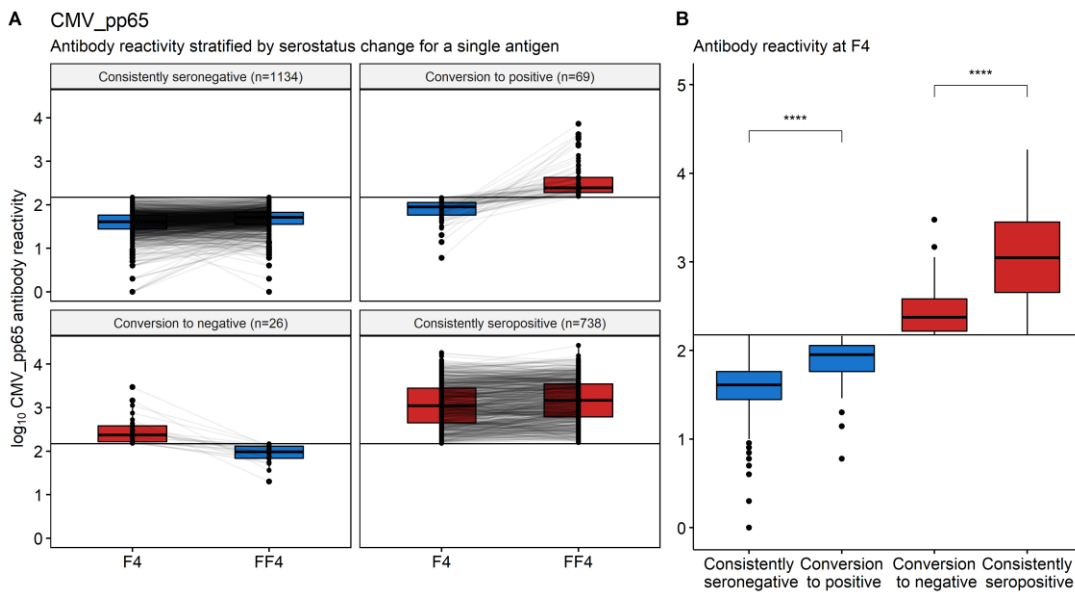 A
CMV_pp65
Antibody reactivity stratified by serostatus change for a single antigen
Consistently seronegative (n=1134)
Conversion to positive (n=69)
4
3
2
1
0
Conversion to negative (n=26)
Consistently seropositive (n=738)
4
3
2
1
0
log₁₀ CMV_pp65 antibody reactivity
F4
FF4
F4
FF4
B
Antibody reactivity at F4
5
4
3
2
1
0
****
****
Consistently
seronegative
Conversion
to positive
Conversion
to negative
Consistently
seropositive